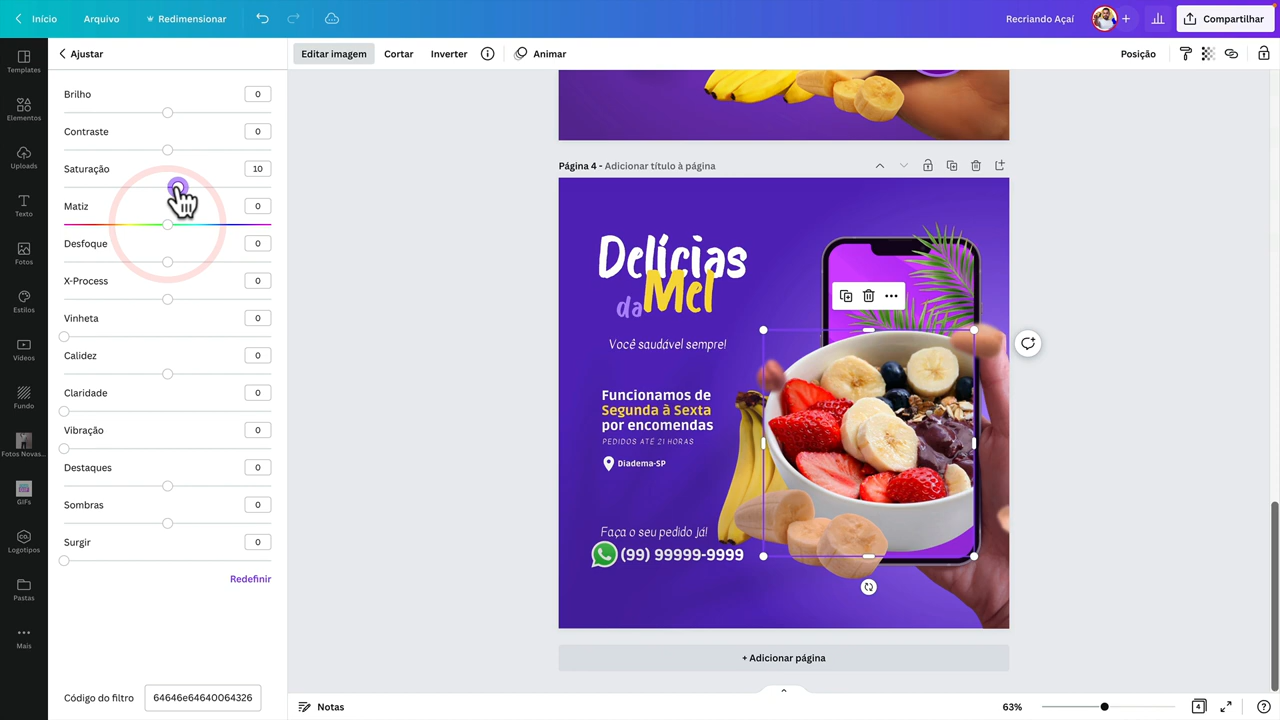 Início
Arquivo
Redimensionar
Recriando Açaí
Compartilhar
Templates
Elementos
Uploads
Texto
Fotos
Estilos
Vídeos
Fundo
Fotos Novas...
GIFs
Logotipos
Pastas
Mais
Ajustar
Brilho 0
Contraste 0
Saturação 10
Matiz 0
Desfoque 0
X-Process 0
Vinheta 0
Calidez 0
Claridade 0
Vibração 0
Destaques 0
Sombras 0
Surgir 0
Redefinir
Código do filtro 64646e64640064326
Editar imagem
Cortar
Inverter
Animar
Posição
Página 4 - Adicionar título à página
Delícias
da Mel
Você saudável sempre!
Funcionamos de
Segunda à Sexta
por encomendas
PEDIDOS ATÉ 21 HORAS
Diadema-SP
Faça o seu pedido já!
(99) 99999-9999
+ Adicionar página
Notas
63%
4